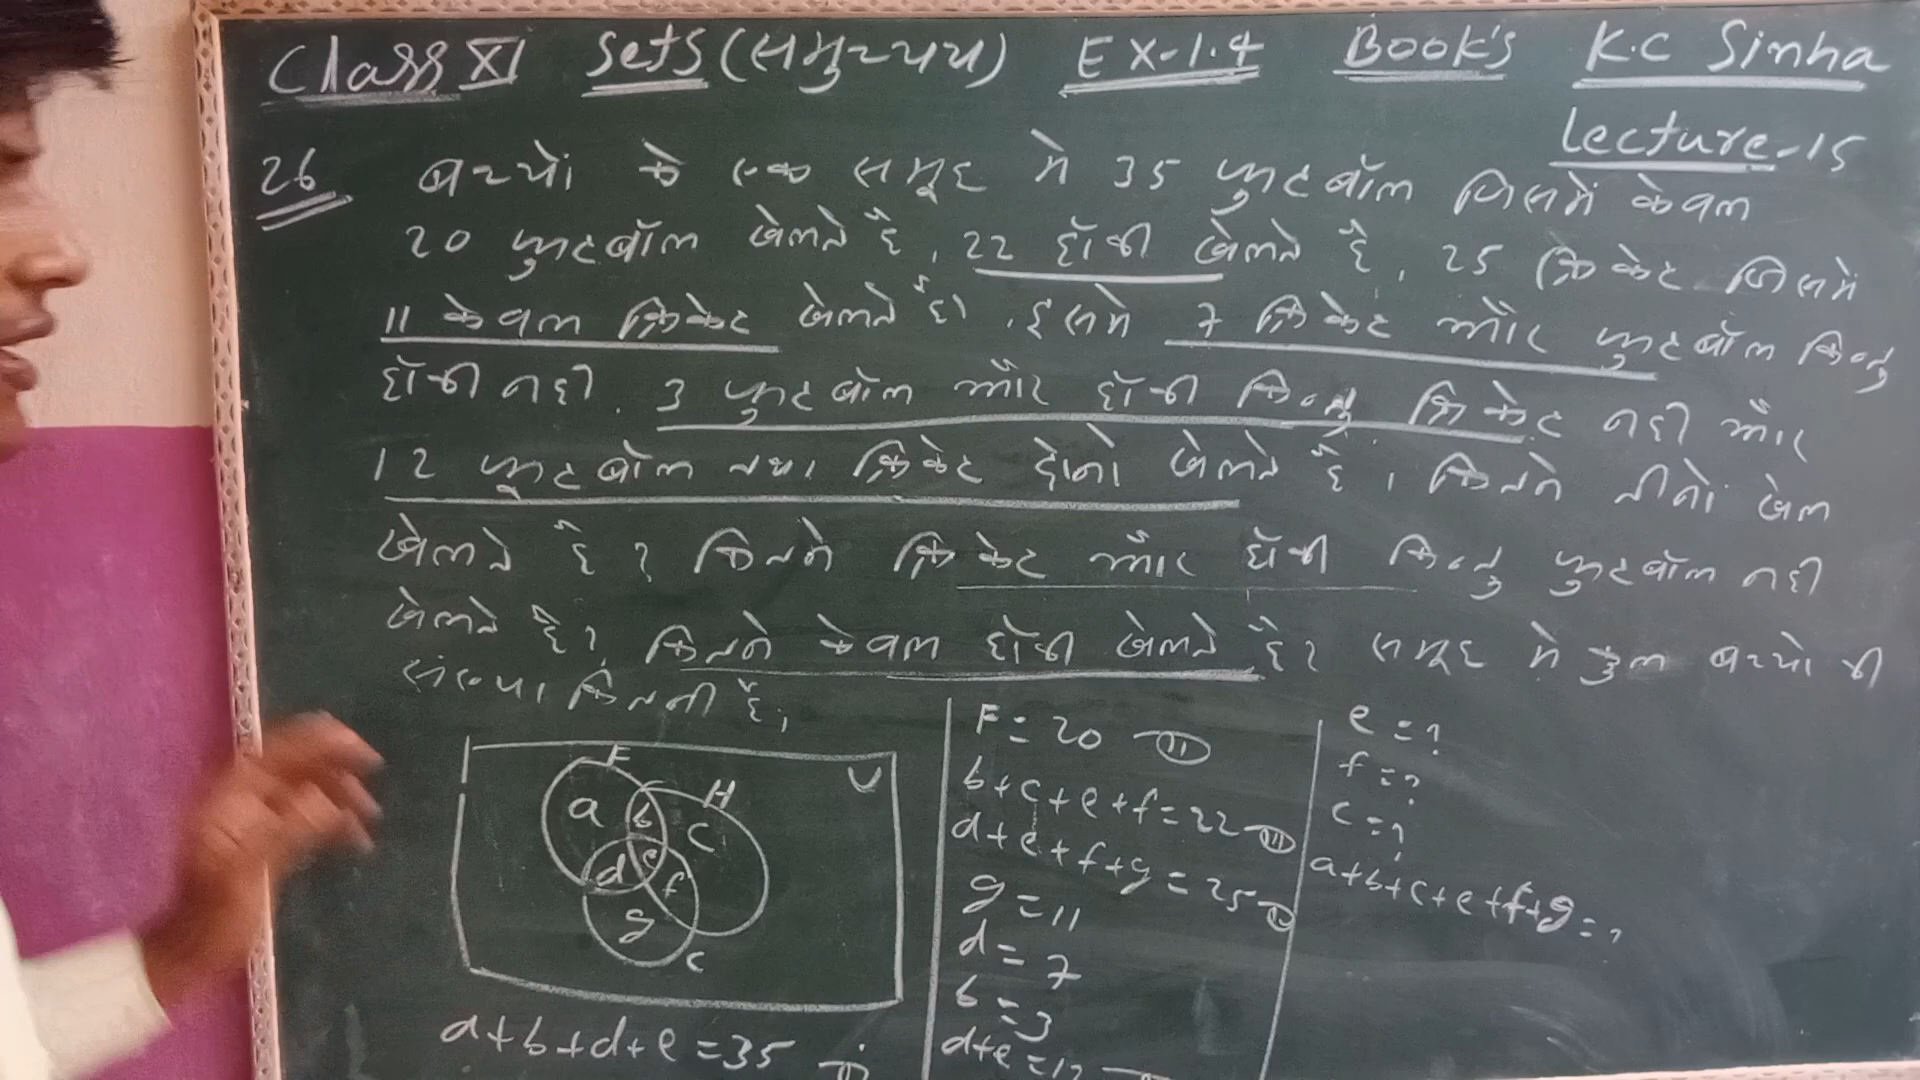 Class XI Sets (समुच्चय) EX-1.4 Book's K.C Sinha
Lecture-15
26 बच्चों के एक समूह में 35 फुटबॉल जिसमें केवल
20 फुटबॉल खेलते हैं, 22 हॉकी खेलते हैं, 25 क्रिकेट जिसमें
11 केवल क्रिकेट खेलते हैं। इसमें 7 क्रिकेट और फुटबॉल किन्तु
हॉकी नहीं, 3 फुटबॉल और हॉकी किन्तु क्रिकेट नहीं और
12 फुटबॉल तथा क्रिकेट दोनों खेलते हैं। कितने तीनों खेल
खेलते हैं? कितने क्रिकेट और हॉकी किन्तु फुटबॉल नहीं
खेलते हैं? कितने केवल हॉकी खेलते हैं? समूह में कुल बच्चों की
संख्या कितनी है।
F
H
U
a
b
c
d
e
f
g
C
a+b+d+e=35 (i)
F=20 (ii)
b+c+e+f=22 (iii)
d+e+f+g=25
g=11
d=7
b=3
d+e=12
e=?
f=?
c=?
a+b+c+e+f+g=?